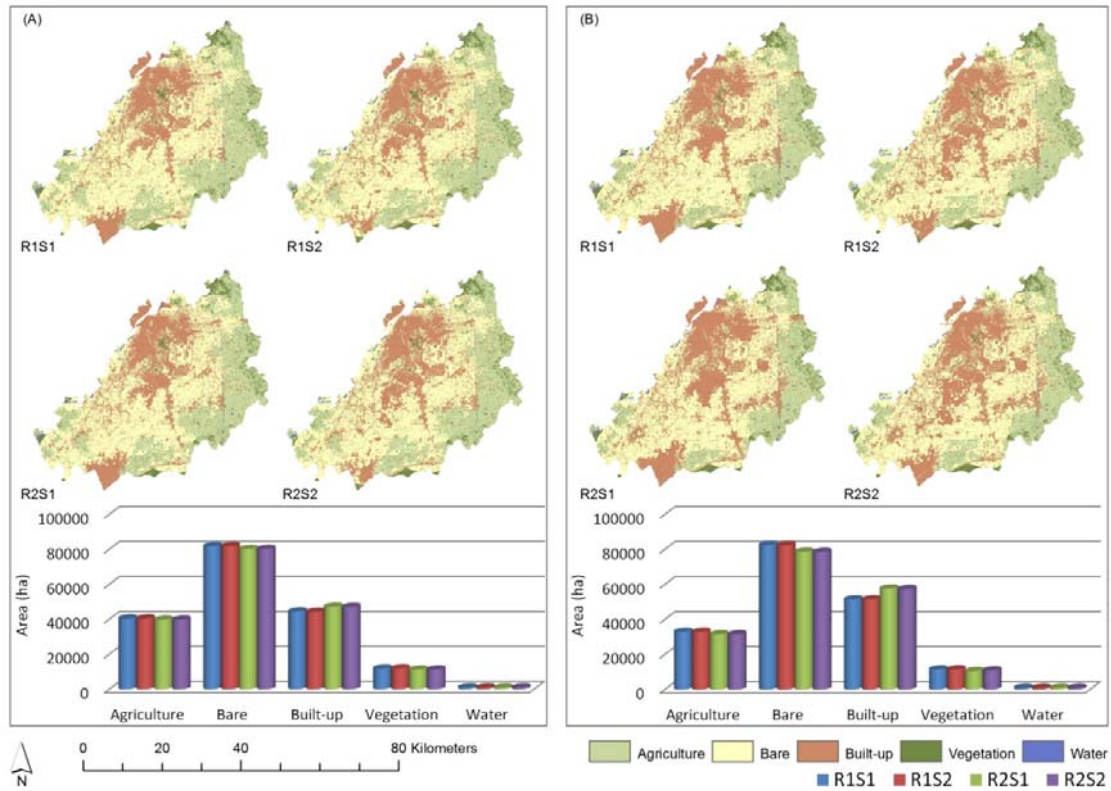 (A)
R1S1
R1S2
R2S1
R2S2
100000
80000
60000
40000
20000
0
Area (ha)
Agriculture Bare Built-up Vegetation Water
(B)
R1S1
R1S2
R2S1
R2S2
100000
80000
60000
40000
20000
0
Area (ha)
Agriculture Bare Built-up Vegetation Water
N
0 20 40 80 Kilometers
Agriculture Bare Built-up Vegetation Water
R1S1 R1S2 R2S1 R2S2